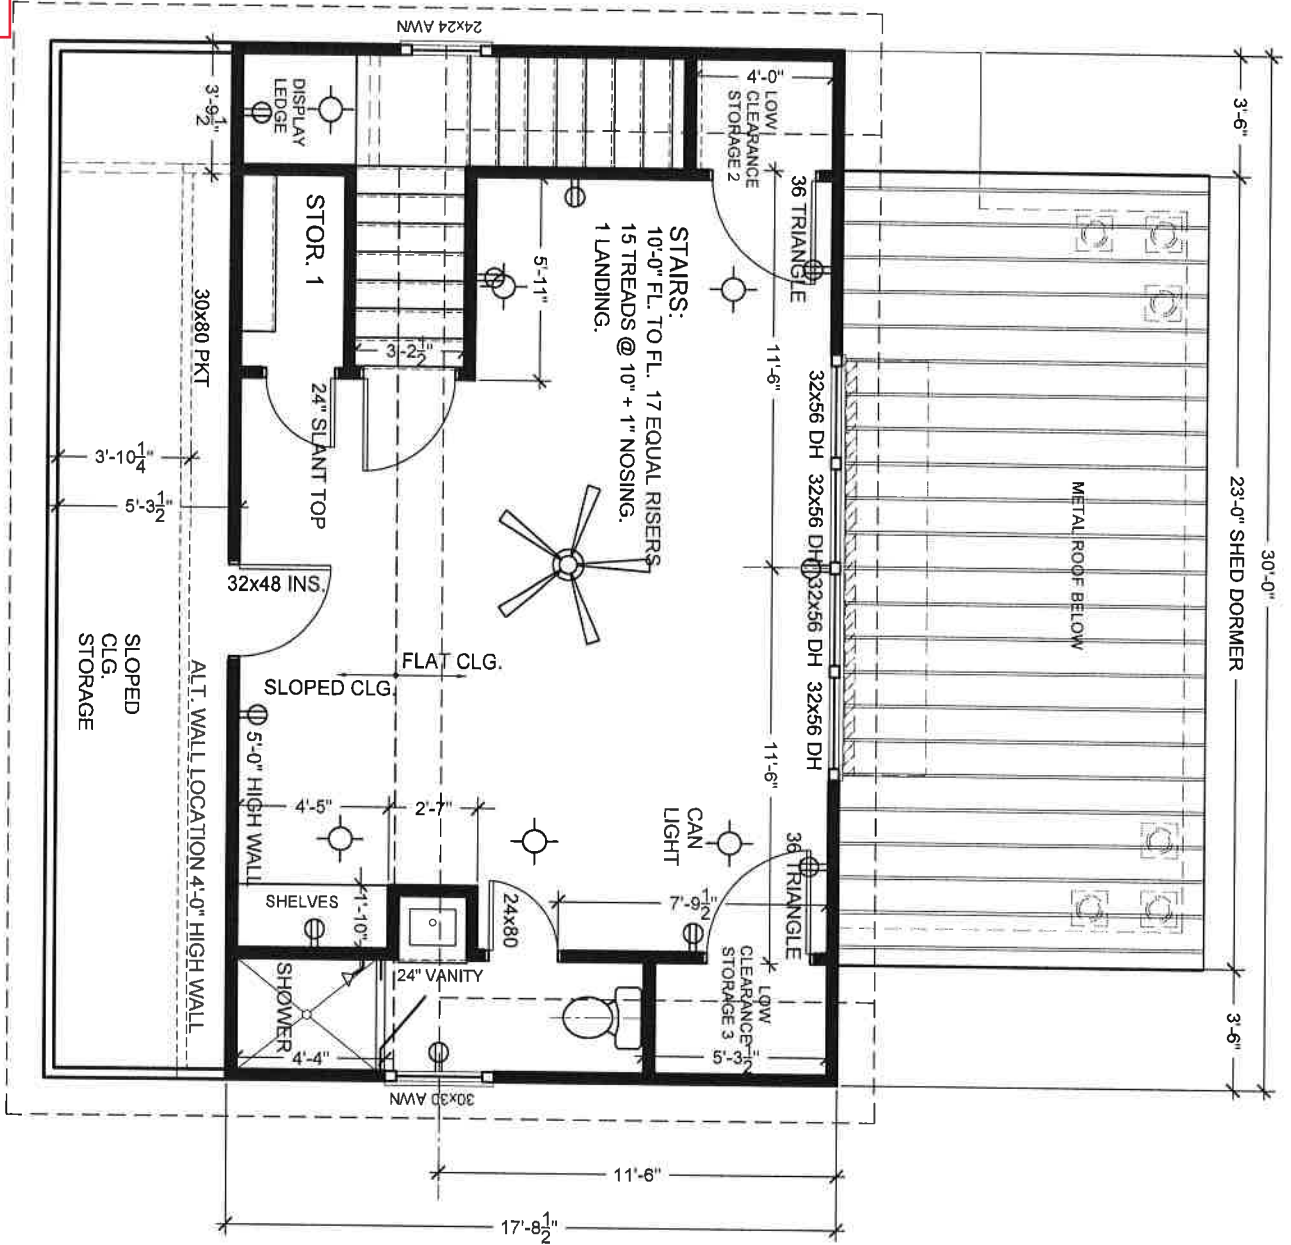 24x24 AWN
3'-9 1/2"
DISPLAY
LEDGE
4'-0"
LOW
CLEARANCE
STORAGE 2
3'-6"
36 TRIANGLE
STOR. 1
30x80 PKT
5'-11"
STAIRS:
10'-0" FL. TO FL. 17 EQUAL RISERS
15 TREADS @ 10" + 1" NOSING.
1 LANDING.
3'-2 1/2"
24" SLANT TOP
11'-6"
32x56 DH
32x56 DH
32x56 DH
32x56 DH
METAL ROOF BELOW
23'-0" SHED DORMER
30'-0"
3'-10 1/4"
5'-3 1/2"
32x48 INS.
SLOPED
CLG.
STORAGE
ALT. WALL LOCATION 4'-0" HIGH WALL
FLAT CLG.
SLOPED CLG.
5'-0" HIGH WALL
4'-5"
2'-7"
11'-6"
CAN
LIGHT
36 TRIANGLE
SHELVES
1'-10"
24x80
7'-9 1/2"
24" VANITY
SHOWER
4'-4"
LOW
CLEARANCE
STORAGE 3
5'-3 1/2"
3'-6"
30x30 AWN
11'-6"
17'-8 1/2"